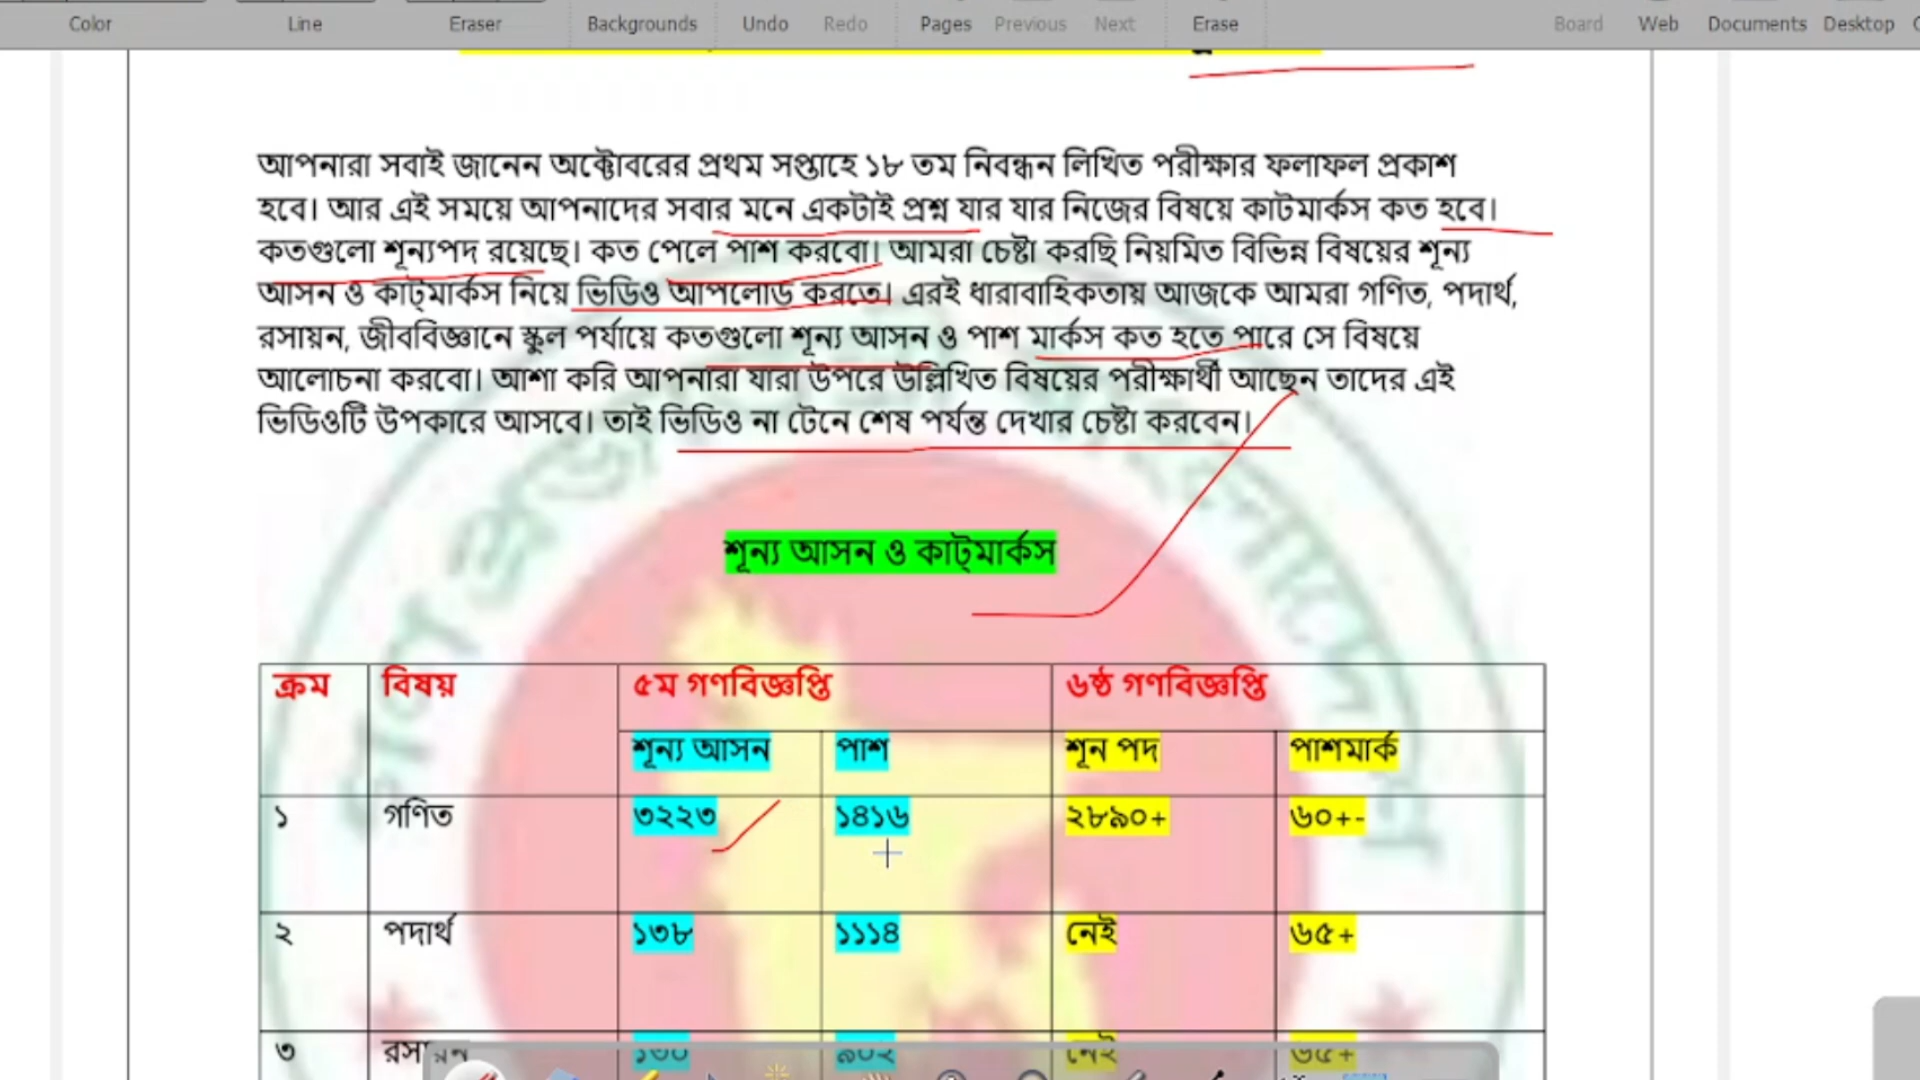 Color Line Eraser Backgrounds Undo Redo Pages Previous Next Erase Board Web Documents Desktop
আপনারা সবাই জানেন অক্টোবরের প্রথম সপ্তাহে ১৮ তম নিবন্ধন লিখিত পরীক্ষার ফলাফল প্রকাশ
হবে। আর এই সময়ে আপনাদের সবার মনে একটাই প্রশ্ন যার যার নিজের বিষয়ে কাটমার্কস কত হবে।
কতগুলো শূন্যপদ রয়েছে। কত পেলে পাশ করবো। আমরা চেষ্টা করছি নিয়মিত বিভিন্ন বিষয়ের শূন্য
আসন ও কাট্মার্কস নিয়ে ভিডিও আপলোড করতে। এরই ধারাবাহিকতায় আজকে আমরা গণিত, পদার্থ,
রসায়ন, জীববিজ্ঞানে স্কুল পর্যায়ে কতগুলো শূন্য আসন ও পাশ মার্কস কত হতে পারে সে বিষয়ে
আলোচনা করবো। আশা করি আপনারা যারা উপরে উল্লিখিত বিষয়ের পরীক্ষার্থী আছেন তাদের এই
ভিডিওটি উপকারে আসবে। তাই ভিডিও না টেনে শেষ পর্যন্ত দেখার চেষ্টা করবেন।
শূন্য আসন ও কাট্মার্কস
ক্রম বিষয় ৫ম গণবিজ্ঞপ্তি ৬ষ্ঠ গণবিজ্ঞপ্তি
শূন্য আসন পাশ শূন পদ পাশমার্ক
১ গণিত ৩২২৩ ১৪১৬ ২৮৯০+ ৬০+-
২ পদার্থ ১৩৮ ১১১৪ নেই ৬৫+
৩ রসায়ন নেই ৬৫+